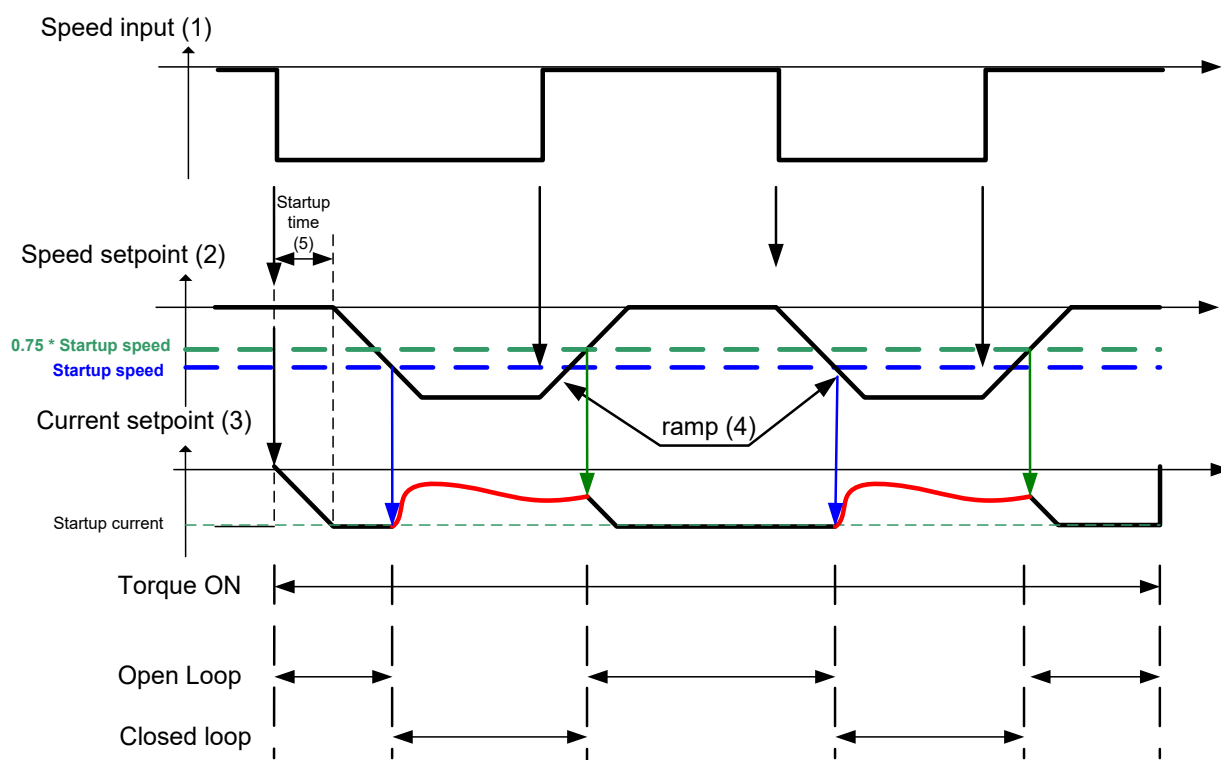 Speed input (1)
Startup
time
(5)
Speed setpoint (2)
0.75 * Startup speed
Startup speed
Current setpoint (3)
ramp (4)
Startup current
Torque ON
Open Loop
Closed loop